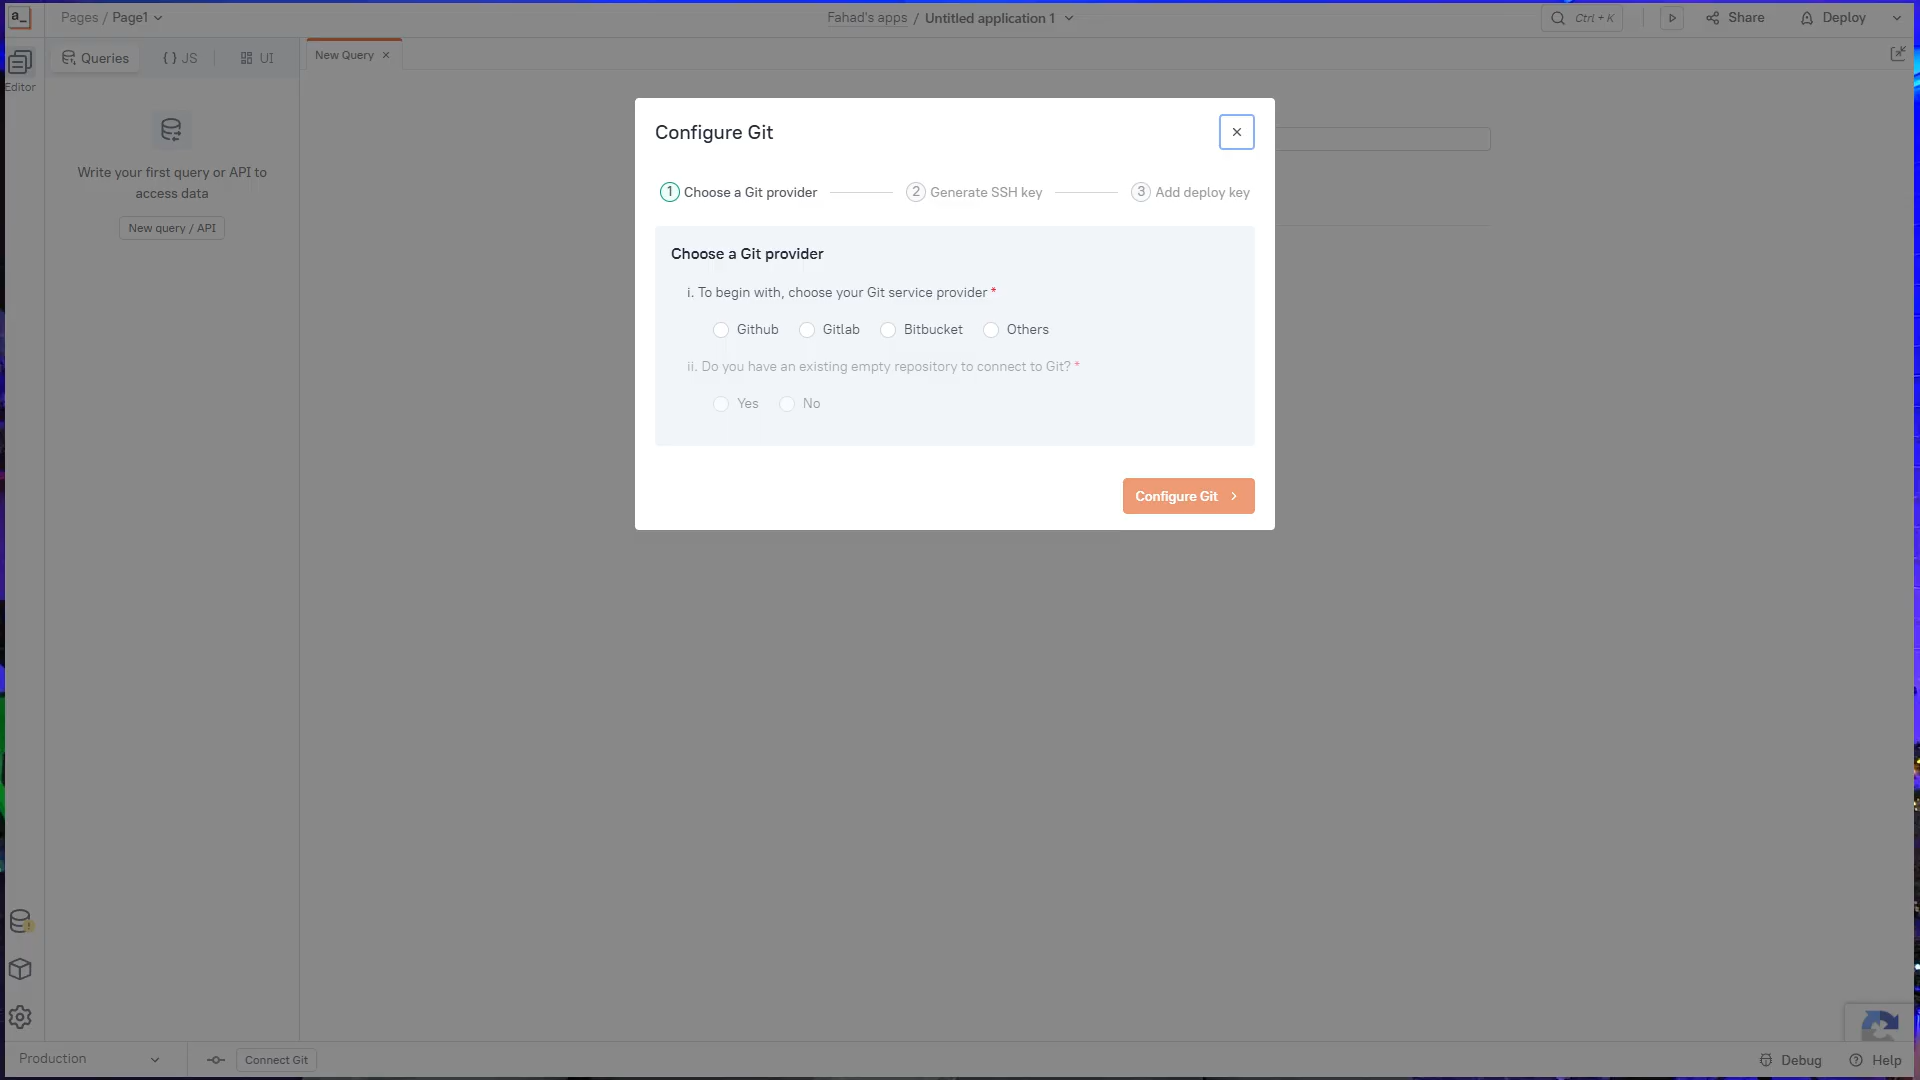 a_
Pages / Page1
Fahad's apps / Untitled application 1
Ctrl + K
Share
Deploy
Editor
Queries
{ } JS
UI
New Query
Write your first query or API to
access data
New query / API
Configure Git
1 Choose a Git provider
2 Generate SSH key
3 Add deploy key
Choose a Git provider
i. To begin with, choose your Git service provider *
Github
Gitlab
Bitbucket
Others
ii. Do you have an existing empty repository to connect to Git? *
Yes
No
Configure Git
Production
Connect Git
Debug
Help